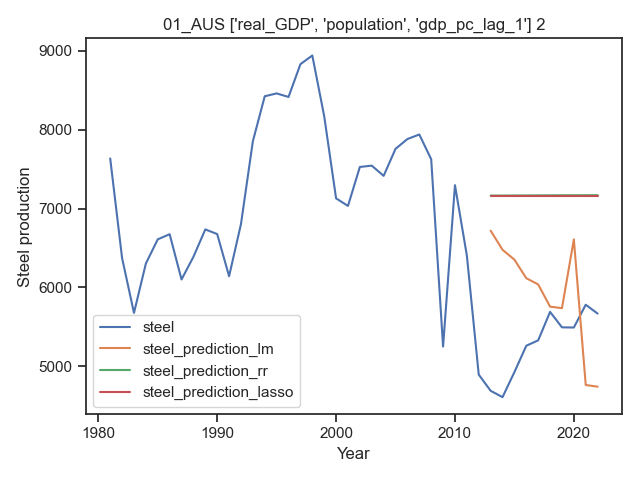 01_AUS ['real_GDP', 'population', 'gdp_pc_lag_1'] 2
9000
8000
7000
6000
5000
Steel production
steel
steel_prediction_lm
steel_prediction_rr
steel_prediction_lasso
1980
1990
2000
2010
2020
Year